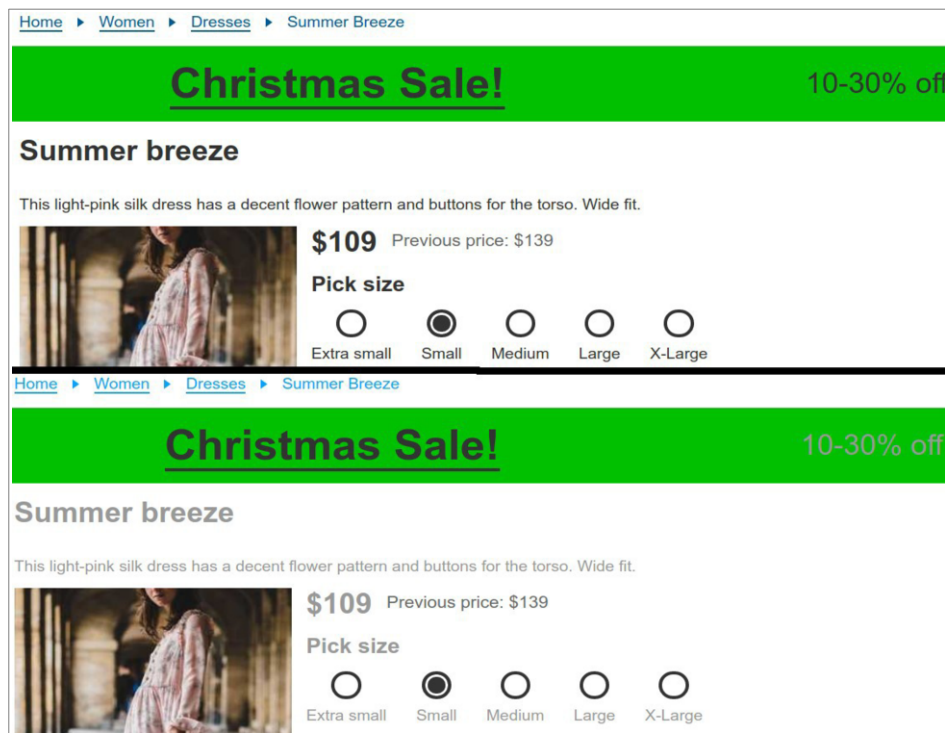 Home Women Dresses Summer Breeze
Christmas Sale! 10-30% off
Summer breeze
This light-pink silk dress has a decent flower pattern and buttons for the torso. Wide fit.
$109 Previous price: $139
Pick size
Extra small Small Medium Large X-Large
Home Women Dresses Summer Breeze
Christmas Sale! 10-30% off
Summer breeze
This light-pink silk dress has a decent flower pattern and buttons for the torso. Wide fit.
$109 Previous price: $139
Pick size
Extra small Small Medium Large X-Large